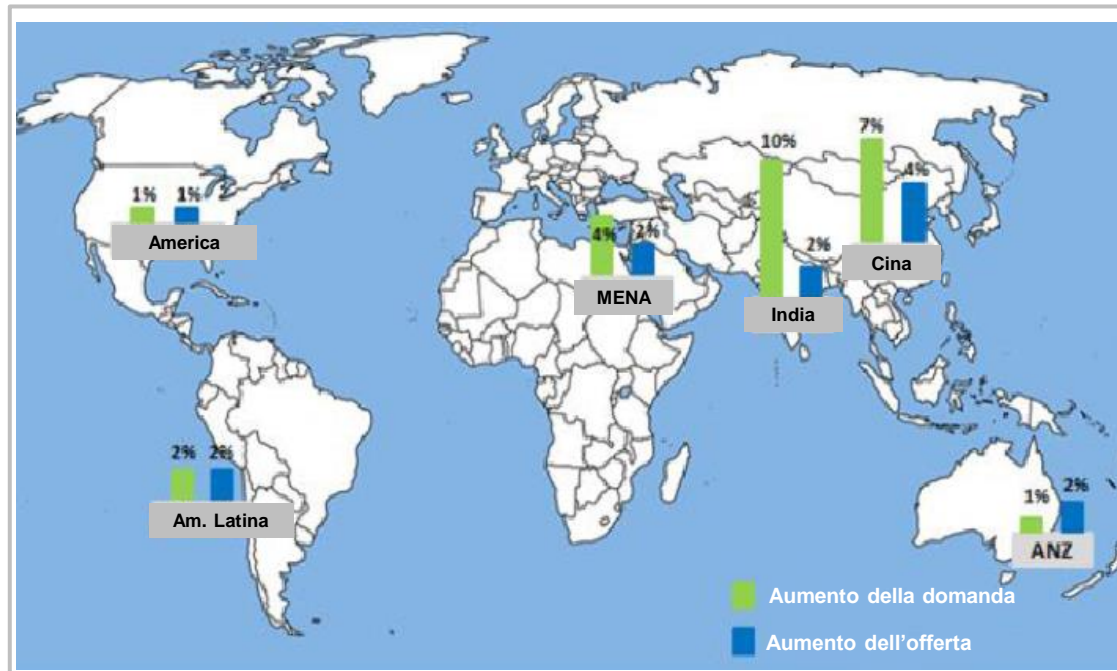 10%
7%
4%
2%
1% 1%
America
4% 2%
MENA
Cina
India
2% 2%
Am. Latina
1% 2%
ANZ
Aumento della domanda
Aumento dell'offerta